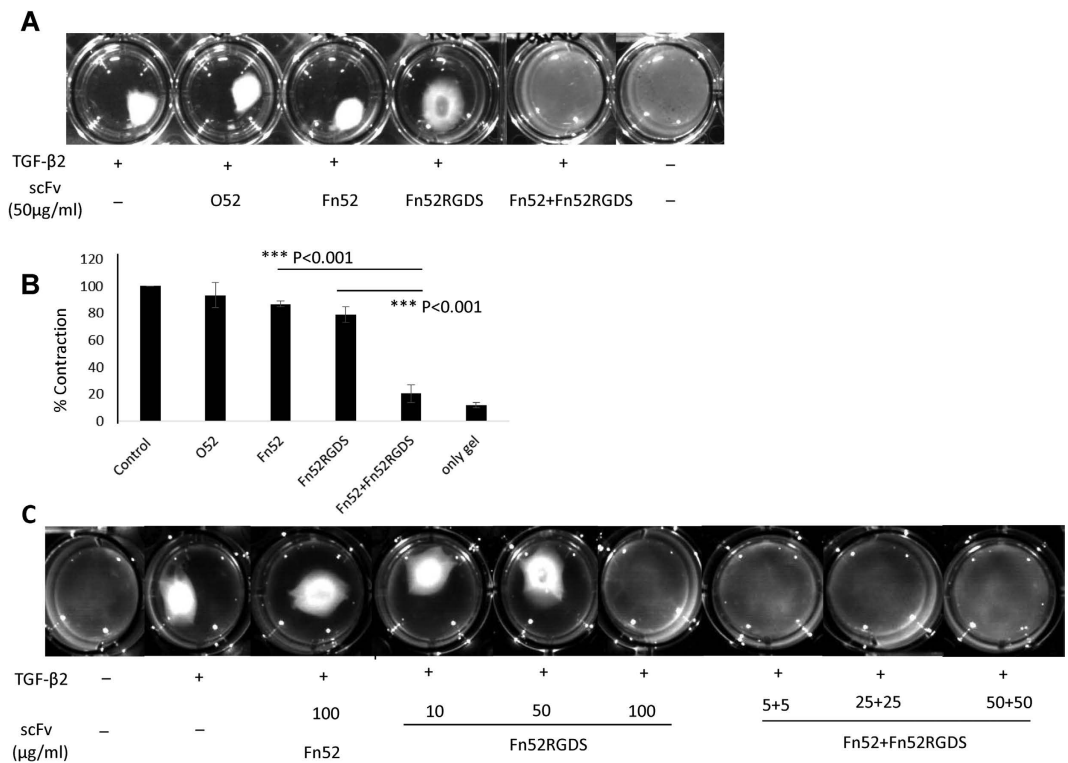 A
TGF-β2 + + + + + –
scFv
(50µg/ml) – O52 Fn52 Fn52RGDS Fn52+Fn52RGDS –
B
*** P<0.001
*** P<0.001
% Contraction
120
100
80
60
40
20
0
Control O52 Fn52 Fn52RGDS Fn52+Fn52RGDS only gel
C
TGF-β2 – + + + + + + + +
100 10 50 100 5+5 25+25 50+50
scFv – –
(µg/ml) Fn52 Fn52RGDS Fn52+Fn52RGDS